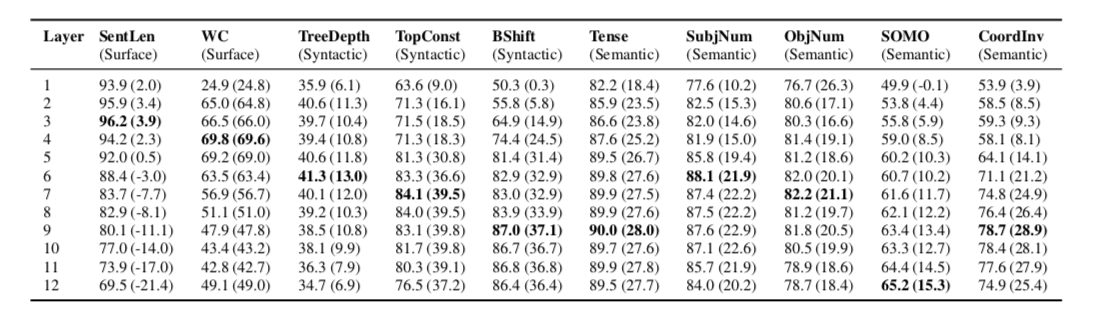 Layer SentLen WC TreeDepth TopConst BShift Tense SubjNum ObjNum SOMO CoordInv
(Surface) (Surface) (Syntactic) (Syntactic) (Syntactic) (Semantic) (Semantic) (Semantic) (Semantic) (Semantic)
1 93.9 (2.0) 24.9 (24.8) 35.9 (6.1) 63.6 (9.0) 50.3 (0.3) 82.2 (18.4) 77.6 (10.2) 76.7 (26.3) 49.9 (-0.1) 53.9 (3.9)
2 95.9 (3.4) 65.0 (64.8) 40.6 (11.3) 71.3 (16.1) 55.8 (5.8) 85.9 (23.5) 82.5 (15.3) 80.6 (17.1) 53.8 (4.4) 58.5 (8.5)
3 96.2 (3.9) 66.5 (66.0) 39.7 (10.4) 71.5 (18.5) 64.9 (14.9) 86.6 (23.8) 82.0 (14.6) 80.3 (16.6) 55.8 (5.9) 59.3 (9.3)
4 94.2 (2.3) 69.8 (69.6) 39.4 (10.8) 71.3 (18.3) 74.4 (24.5) 87.6 (25.2) 81.9 (15.0) 81.4 (19.1) 59.0 (8.5) 58.1 (8.1)
5 92.0 (0.5) 69.2 (69.0) 40.6 (11.8) 81.3 (30.8) 81.4 (31.4) 89.5 (26.7) 85.8 (19.4) 81.2 (18.6) 60.2 (10.3) 64.1 (14.1)
6 88.4 (-3.0) 63.5 (63.4) 41.3 (13.0) 83.3 (36.6) 82.9 (32.9) 89.8 (27.6) 88.1 (21.9) 82.0 (20.1) 60.7 (10.2) 71.1 (21.2)
7 83.7 (-7.7) 56.9 (56.7) 40.1 (12.0) 84.1 (39.5) 83.0 (32.9) 89.9 (27.5) 87.4 (22.2) 82.2 (21.1) 61.6 (11.7) 74.8 (24.9)
8 82.9 (-8.1) 51.1 (51.0) 39.2 (10.3) 84.0 (39.5) 83.9 (33.9) 89.9 (27.6) 87.5 (22.2) 81.2 (19.7) 62.1 (12.2) 76.4 (26.4)
9 80.1 (-11.1) 47.9 (47.8) 38.5 (10.8) 83.1 (39.8) 87.0 (37.1) 90.0 (28.0) 87.6 (22.9) 81.8 (20.5) 63.4 (13.4) 78.7 (28.9)
10 77.0 (-14.0) 43.4 (43.2) 38.1 (9.9) 81.7 (39.8) 86.7 (36.7) 89.7 (27.6) 87.1 (22.6) 80.5 (19.9) 63.3 (12.7) 78.4 (28.1)
11 73.9 (-17.0) 42.8 (42.7) 36.3 (7.9) 80.3 (39.1) 86.8 (36.8) 89.9 (27.8) 85.7 (21.9) 78.9 (18.6) 64.4 (14.5) 77.6 (27.9)
12 69.5 (-21.4) 49.1 (49.0) 34.7 (6.9) 76.5 (37.2) 86.4 (36.4) 89.5 (27.7) 84.0 (20.2) 78.7 (18.4) 65.2 (15.3) 74.9 (25.4)